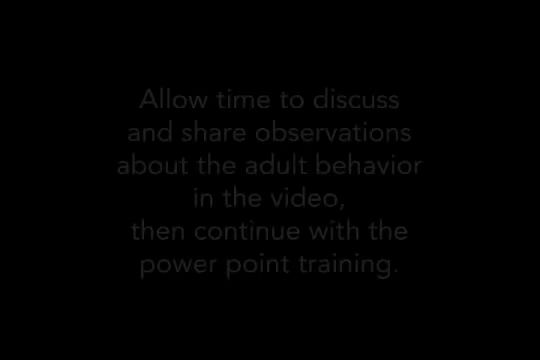 Allow time to discuss
and share observations
about the adult behavior
in the video,
then continue with the
power point training.